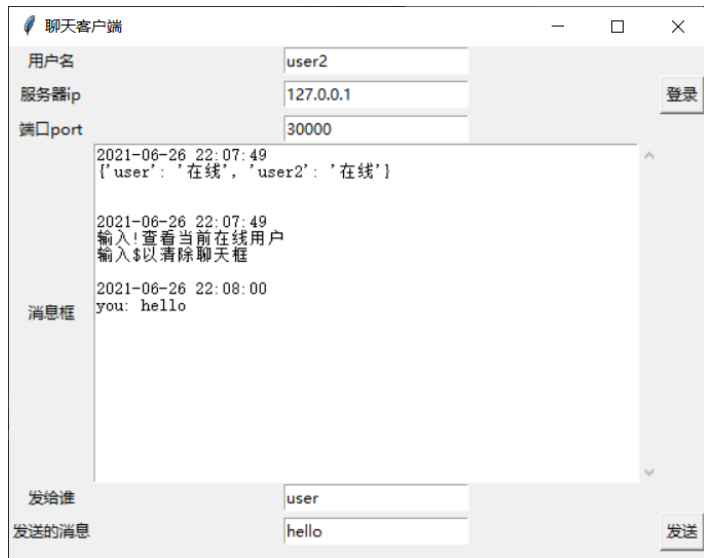 聊天客户端
用户名 user2
服务器ip 127.0.0.1 登录
端口port 30000
2021-06-26 22:07:49
{'user': '在线', 'user2': '在线'}
2021-06-26 22:07:49
输入!查看当前在线用户
输入$以清除聊天框
2021-06-26 22:08:00
you: hello
消息框
发给谁 user
发送的消息 hello 发送